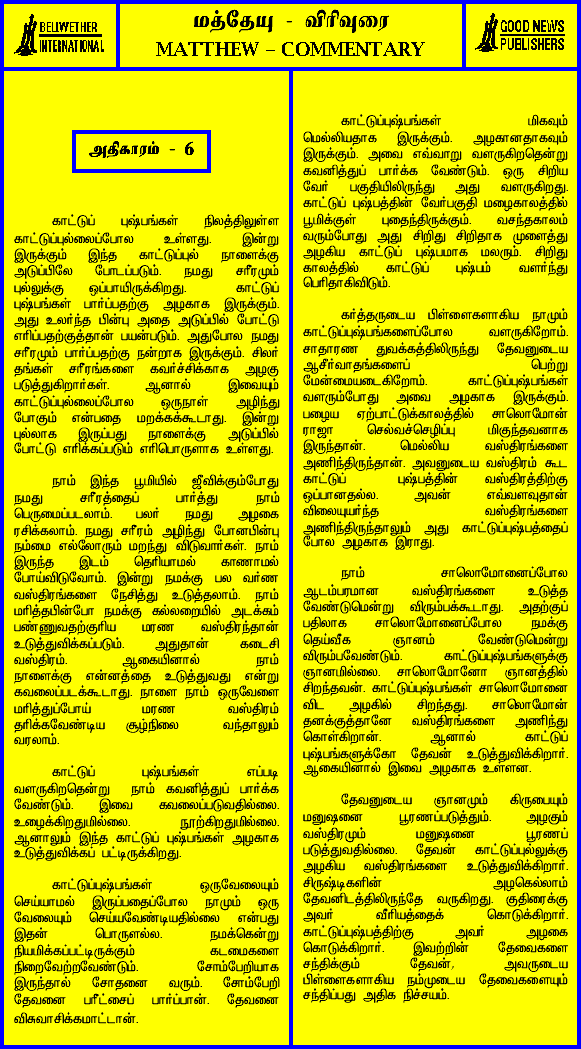 BELLWETHER
INTERNATIONAL
மத்தேயு - விரிவுரை
MATTHEW – COMMENTARY
GOOD NEWS
PUBLISHERS
அதிகாரம் - 6
காட்டுப் புஷ்பங்கள் நிலத்திலுள்ள
காட்டுப்புல்லைப்போல உள்ளது. இன்று
இருக்கும் இந்த காட்டுப்புல் நாளைக்கு
அடுப்பிலே போடப்படும். நமது சரீரமும்
புல்லுக்கு ஒப்பாயிருக்கிறது. காட்டுப்
புஷ்பங்கள் பார்ப்பதற்கு அழகாக இருக்கும்.
அது உலர்ந்த பின்பு அதை அடுப்பில் போட்டு
எரிப்பதற்குத்தான் பயன்படும். அதுபோல நமது
சரீரமும் பார்ப்பதற்கு நன்றாக இருக்கும். சிலர்
தங்கள் சரீரங்களை கவர்ச்சிக்காக அழகு
படுத்துகிறார்கள். ஆனால் இவையும்
காட்டுப்புல்லைப்போல ஒருநாள் அழிந்து
போகும் என்பதை மறக்கக்கூடாது. இன்று
புல்லாக இருப்பது நாளைக்கு அடுப்பில்
போட்டு எரிக்கப்படும் எரிபொருளாக உள்ளது.
நாம் இந்த பூமியில் ஜீவிக்கும்போது
நமது சரீரத்தைப் பார்த்து நாம்
பெருமைப்படலாம். பலர் நமது அழகை
ரசிக்கலாம். நமது சரீரம் அழிந்து போனபின்பு
நம்மை எல்லோரும் மறந்து விடுவார்கள். நாம்
இருந்த இடம் தெரியாமல் காணாமல்
போய்விடுவோம். இன்று நமக்கு பல வர்ண
வஸ்திரங்களை நேசித்து உடுத்தலாம். நாம்
மரித்தபின்போ நமக்கு கல்லறையில் அடக்கம்
பண்ணுவதற்குரிய மரண வஸ்திரந்தான்
உடுத்துவிக்கப்படும். அதுதான் கடைசி
வஸ்திரம். ஆகையினால் நாம்
நாளைக்கு என்னத்தை உடுத்துவது என்று
கவலைப்படக்கூடாது. நாளை நாம் ஒருவேளை
மரித்துப்போய் மரண வஸ்திரம்
தரிக்கவேண்டிய சூழ்நிலை வந்தாலும்
வரலாம்.
காட்டுப் புஷ்பங்கள் எப்படி
வளருகிறதென்று நாம் கவனித்துப் பார்க்க
வேண்டும். இவை கவலைப்படுவதில்லை.
உழைக்கிறதுமில்லை. நூற்கிறதுமில்லை.
ஆனாலும் இந்த காட்டுப் புஷ்பங்கள் அழகாக
உடுத்துவிக்கப் பட்டிருக்கிறது.
காட்டுப்புஷ்பங்கள் ஒருவேலையும்
செய்யாமல் இருப்பதைப்போல நாமும் ஒரு
வேலையும் செய்யவேண்டியதில்லை என்பது
இதன் பொருளல்ல. நமக்கென்று
நியமிக்கப்பட்டிருக்கும் கடமைகளை
நிறைவேற்றவேண்டும். சோம்பேறியாக
இருந்தால் சோதனை வரும். சோம்பேறி
தேவனை பரீட்சைப் பார்ப்பான். தேவனை
விசுவாசிக்கமாட்டான்.
காட்டுப்புஷ்பங்கள் மிகவும்
மெல்லியதாக இருக்கும். அழகானதாகவும்
இருக்கும். அவை எவ்வாறு வளருகிறதென்று
கவனித்துப் பார்க்க வேண்டும். ஒரு சிறிய
வேர் பகுதியிலிருந்து அது வளருகிறது.
காட்டுப் புஷ்பத்தின் வேர்பகுதி மழைகாலத்தில்
பூமிக்குள் புதைந்திருக்கும். வசந்தகாலம்
வரும்போது அது சிறிது சிறிதாக முளைத்து
அழகிய காட்டுப் புஷ்பமாக மலரும். சிறிது
காலத்தில் காட்டுப் புஷ்பம் வளர்ந்து
பெரிதாகிவிடும்.
கர்த்தருடைய பிள்ளைகளாகிய நாமும்
காட்டுப்புஷ்பங்களைப்போல வளருகிறோம்.
சாதாரண துவக்கத்திலிருந்து தேவனுடைய
ஆசீர்வாதங்களைப் பெற்று
மேன்மையடைகிறோம். காட்டுப்புஷ்பங்கள்
வளரும்போது அவை அழகாக இருக்கும்.
பழைய ஏற்பாட்டுக்காலத்தில் சாலொமோன்
ராஜா செல்வச்செழிப்பு மிகுந்தவனாக
இருந்தான். மெல்லிய வஸ்திரங்களை
அணிந்திருந்தான். அவனுடைய வஸ்திரம் கூட
காட்டுப் புஷ்பத்தின் வஸ்திரத்திற்கு
ஒப்பானதல்ல. அவன் எவ்வளவுதான்
விலையுயர்ந்த வஸ்திரங்களை
அணிந்திருந்தாலும் அது காட்டுப்புஷ்பத்தைப்
போல அழகாக இராது.
நாம் சாலொமோனைப்போல
ஆடம்பரமான வஸ்திரங்களை உடுத்த
வேண்டுமென்று விரும்பக்கூடாது. அதற்குப்
பதிலாக சாலொமோனைப்போல நமக்கு
தெய்வீக ஞானம் வேண்டுமென்று
விரும்பவேண்டும். காட்டுப்புஷ்பங்களுக்கு
ஞானமில்லை. சாலொமோனோ ஞானத்தில்
சிறந்தவன். காட்டுப்புஷ்பங்கள் சாலொமோனை
விட அழகில் சிறந்தது. சாலொமோன்
தனக்குத்தானே வஸ்திரங்களை அணிந்து
கொள்கிறான். ஆனால் காட்டுப்
புஷ்பங்களுக்கோ தேவன் உடுத்துவிக்கிறார்.
ஆகையினால் இவை அழகாக உள்ளன.
தேவனுடைய ஞானமும் கிருபையும்
மனுஷனை பூரணப்படுத்தும். அழகும்
வஸ்திரமும் மனுஷனை பூரணப்
படுத்துவதில்லை. தேவன் காட்டுப்புல்லுக்கு
அழகிய வஸ்திரங்களை உடுத்துவிக்கிறார்.
சிருஷ்டிகளின் அழகெல்லாம்
தேவனிடத்திலிருந்தே வருகிறது. குதிரைக்கு
அவர் வீரியத்தைக் கொடுக்கிறார்.
காட்டுப்புஷ்பத்திற்கு அவர் அழகை
கொடுக்கிறார். இவற்றின் தேவைகளை
சந்திக்கும் தேவன், அவருடைய
பிள்ளைகளாகிய நம்முடைய தேவைகளையும்
சந்திப்பது அதிக நிச்சயம்.